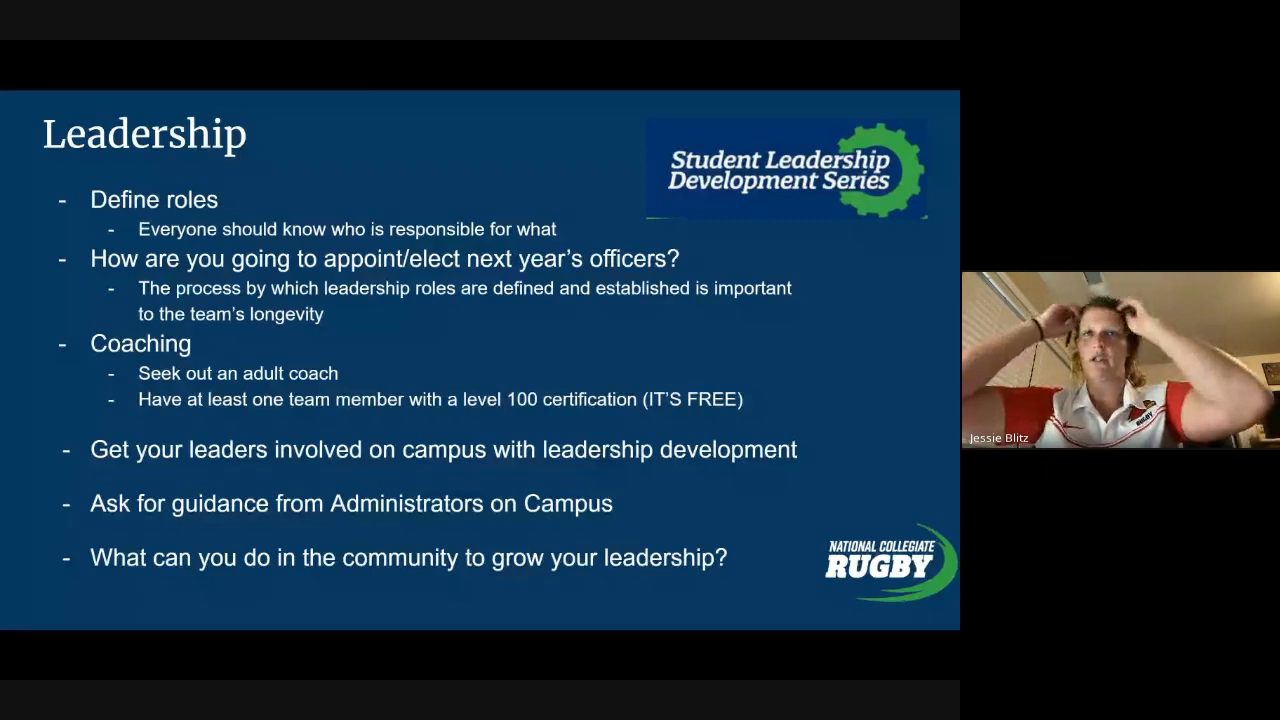 Leadership
Student Leadership
Development Series
- Define roles
- Everyone should know who is responsible for what
- How are you going to appoint/elect next year’s officers?
- The process by which leadership roles are defined and established is important
to the team’s longevity
- Coaching
- Seek out an adult coach
- Have at least one team member with a level 100 certification (IT’S FREE)
- Get your leaders involved on campus with leadership development
- Ask for guidance from Administrators on Campus
- What can you do in the community to grow your leadership?
NATIONAL COLLEGIATE
RUGBY
RUGBY
Jessie Blitz